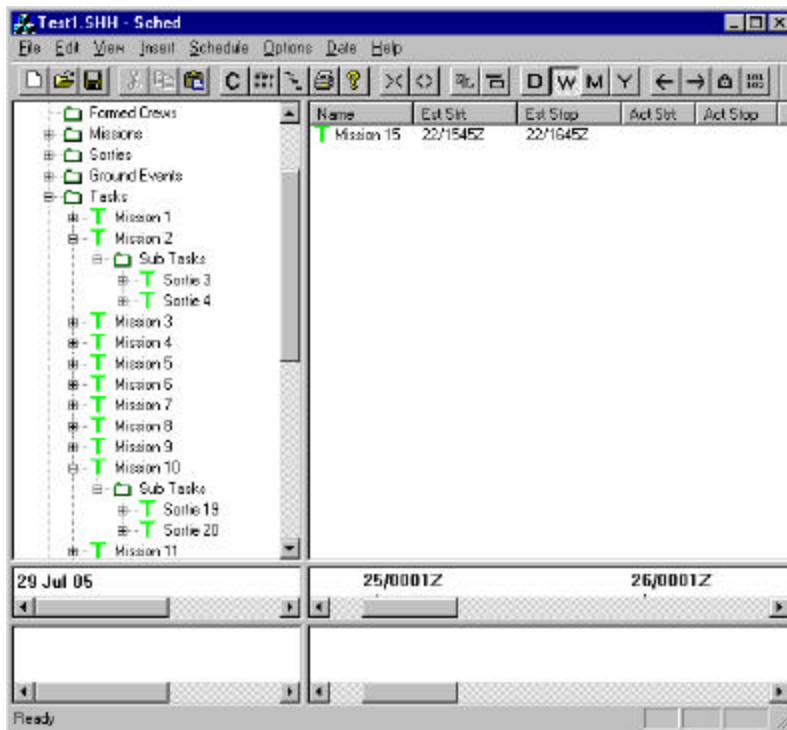 Test1.SHH - Sched
File Edit View Insert Schedule Options Date Help
C D W M Y
Formed Crews
Missions
Sorties
Ground Events
Tasks
Mission 1
Mission 2
Sub Tasks
Sortie 3
Sortie 4
Mission 3
Mission 4
Mission 5
Mission 6
Mission 7
Mission 8
Mission 9
Mission 10
Sub Tasks
Sortie 19
Sortie 20
Mission 11
Name Est Strt Est Stop Act Strt Act Stop
Mission 15 22/1545Z 22/1645Z
29 Jul 05
25/0001Z 26/0001Z
Ready